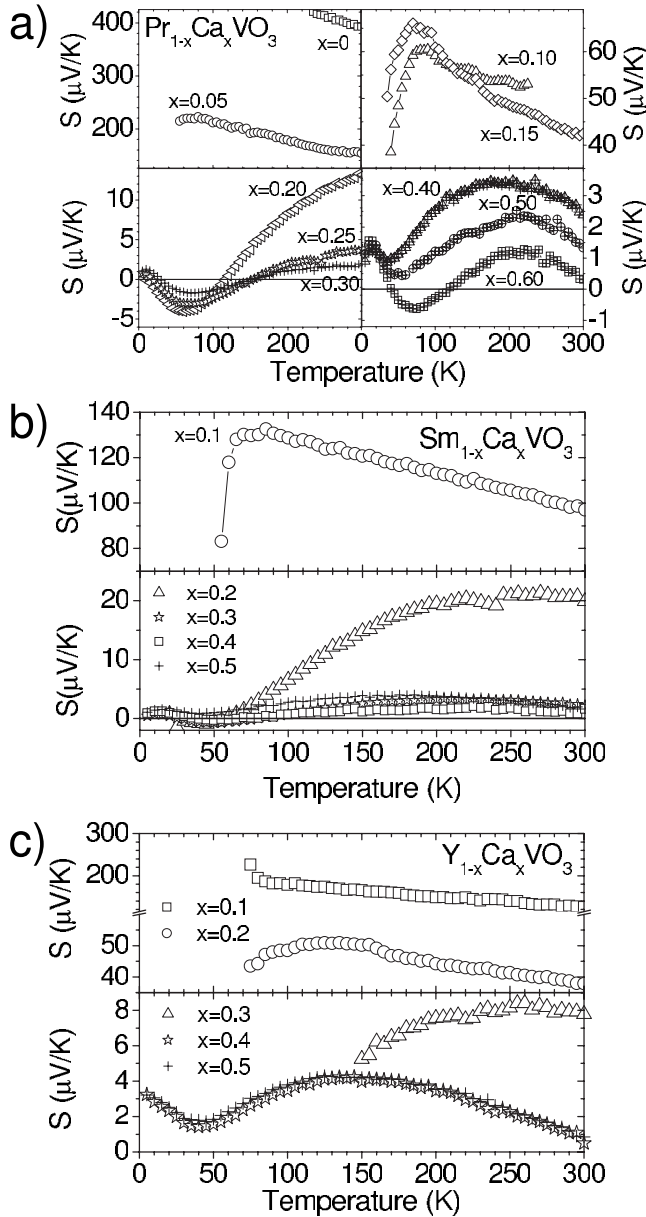 a)
Pr1-xCaxVO3
S (μV/K)
400
300
200
x=0
x=0.05
x=0.10
x=0.15
60
50
40
S (μV/K)
S (μV/K)
10
5
0
-5
x=0.20
x=0.25
x=0.30
x=0.40
x=0.50
x=0.60
3
2
1
0
-1
S (μV/K)
0 100 200 0 100 200 300
Temperature (K)
b)
Sm1-xCaxVO3
S(μV/K)
140
120
100
80
x=0.1
S(μV/K)
20
10
0
x=0.2
x=0.3
x=0.4
x=0.5
0 50 100 150 200 250 300
Temperature (K)
c)
Y1-xCaxVO3
S (μV/K)
300
200
50
40
x=0.1
x=0.2
S (μV/K)
8
6
4
2
0
x=0.3
x=0.4
x=0.5
0 50 100 150 200 250 300
Temperature (K)